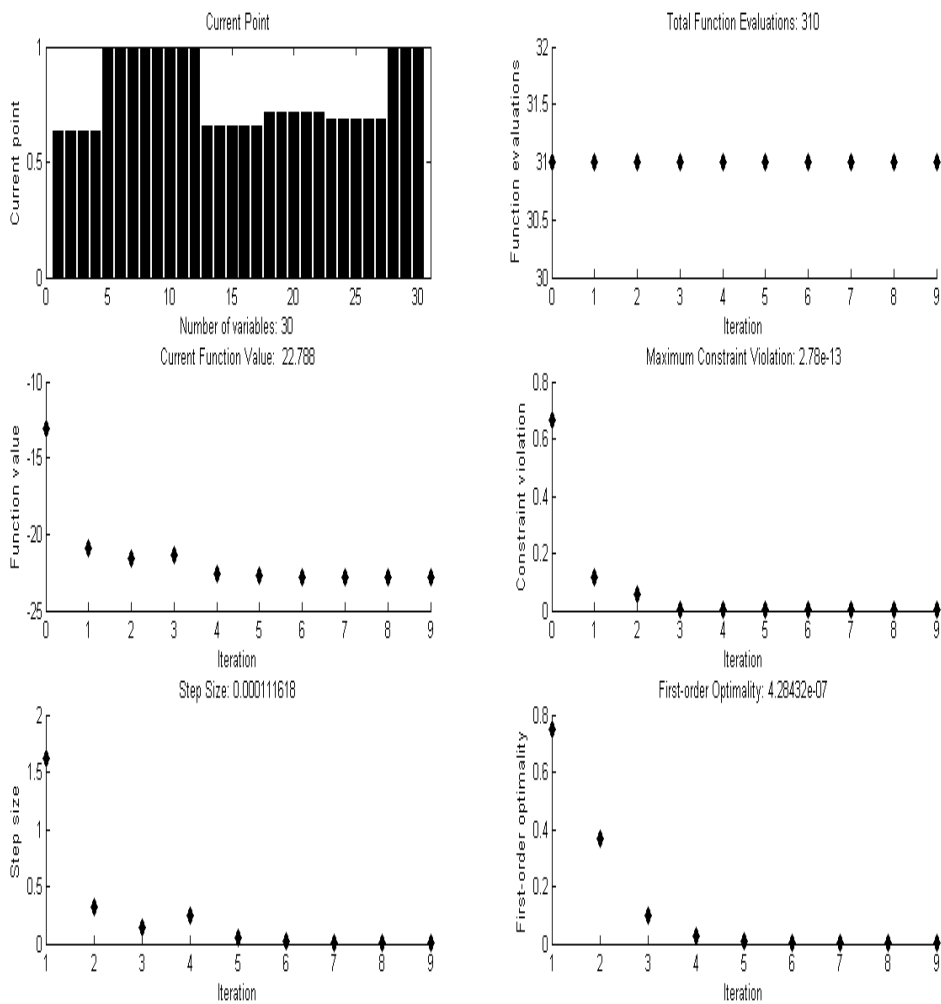 Current Point
1
0.5
0
Current point
0 5 10 15 20 25 30
Number of variables: 30
Total Function Evaluations: 310
32
31.5
31
30.5
30
Function evaluations
0 1 2 3 4 5 6 7 8 9
Iteration
Current Function Value: 22.788
-10
-15
-20
-25
Function value
0 1 2 3 4 5 6 7 8 9
Iteration
Maximum Constraint Violation: 2.78e-13
0.8
0.6
0.4
0.2
0
Constraint violation
0 1 2 3 4 5 6 7 8 9
Iteration
Step Size: 0.000111618
2
1.5
1
0.5
0
Step size
1 2 3 4 5 6 7 8 9
Iteration
First-order Optimality: 4.28432e-07
0.8
0.6
0.4
0.2
0
First-order optimality
1 2 3 4 5 6 7 8 9
Iteration